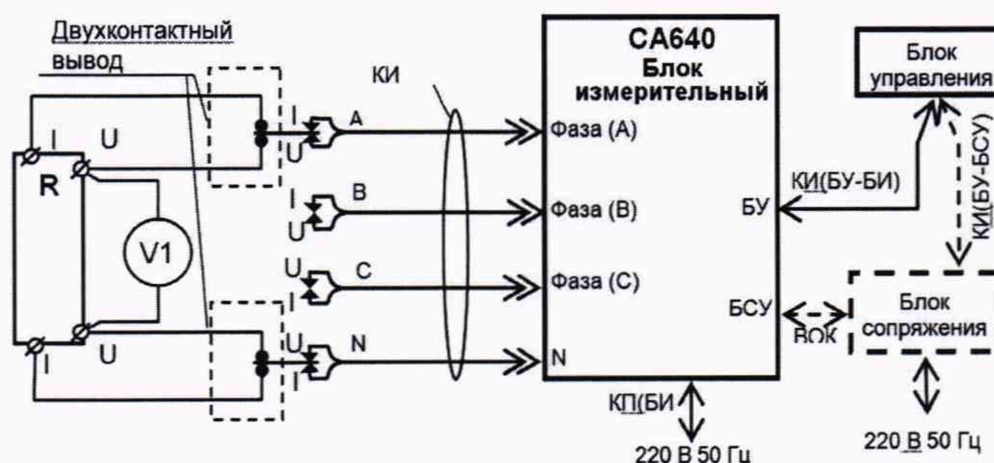 Двухконтактный
вывод
I
U
R
V1
I
U
I
U
A
I
U
B
U
I
C
U
I
N
КИ
СА640
Блок
измерительный
Фаза (А)
Фаза (В)
Фаза (С)
N
БУ
БСУ
КИ(БУ-БИ)
Блок
управления
КИ(БУ-БСУ)
ВОК
Блок
сопряжения
КП(БИ
220 В 50 Гц
220 В 50 Гц